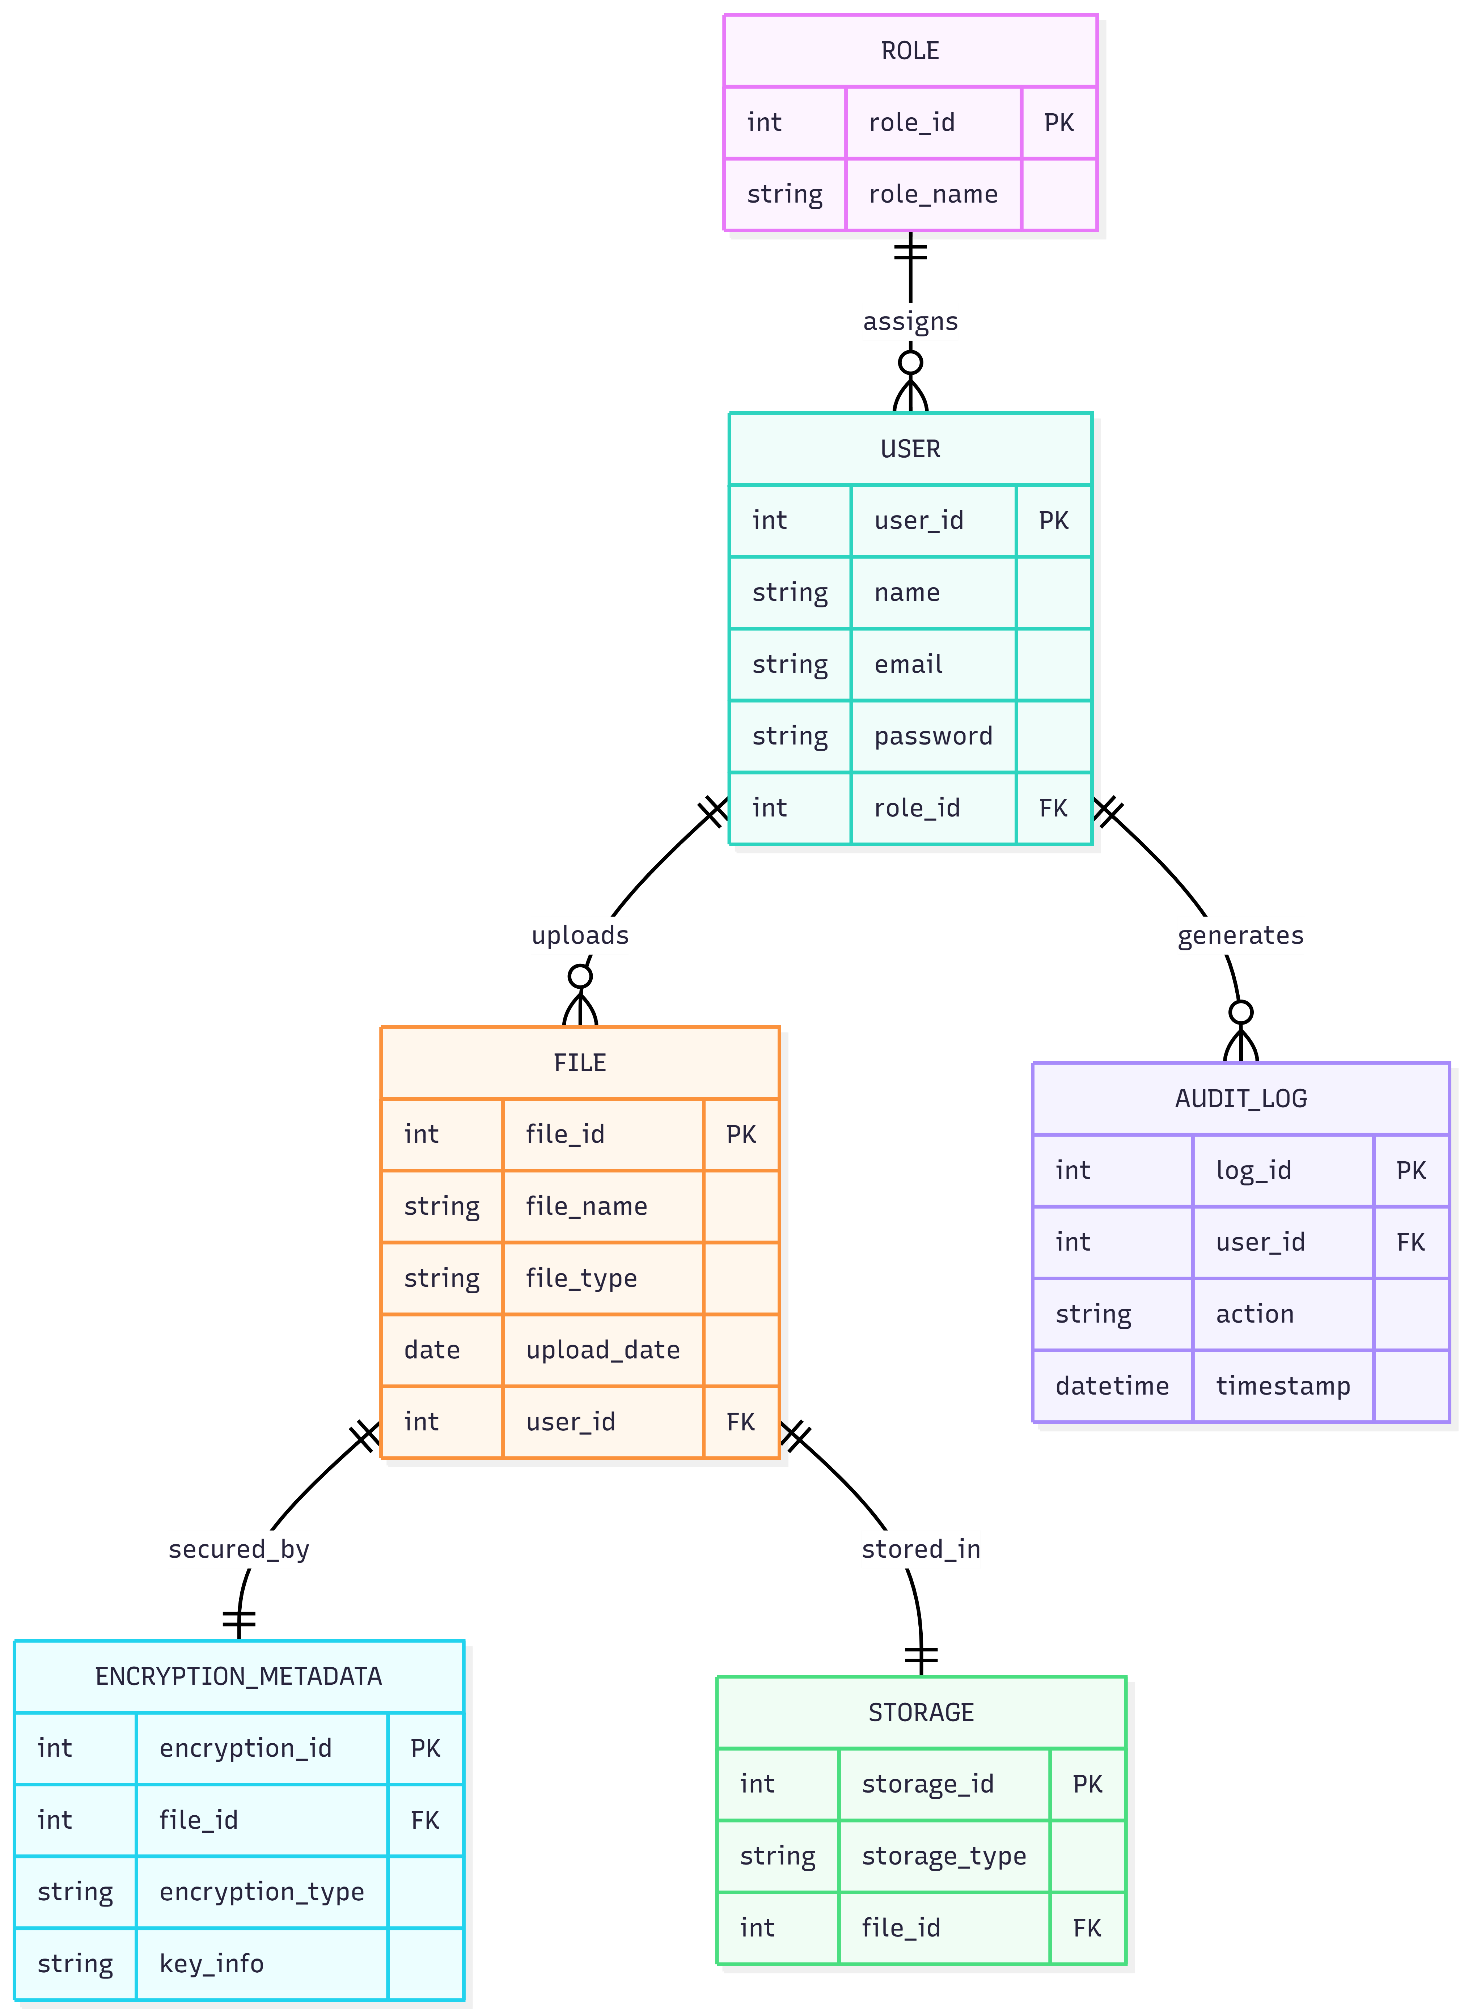 ROLE
int role_id PK
string role_name
assigns
USER
int user_id PK
string name
string email
string password
int role_id FK
uploads
generates
FILE
int file_id PK
string file_name
string file_type
date upload_date
int user_id FK
AUDIT_LOG
int log_id PK
int user_id FK
string action
datetime timestamp
secured_by
stored_in
ENCRYPTION_METADATA
int encryption_id PK
int file_id FK
string encryption_type
string key_info
STORAGE
int storage_id PK
string storage_type
int file_id FK